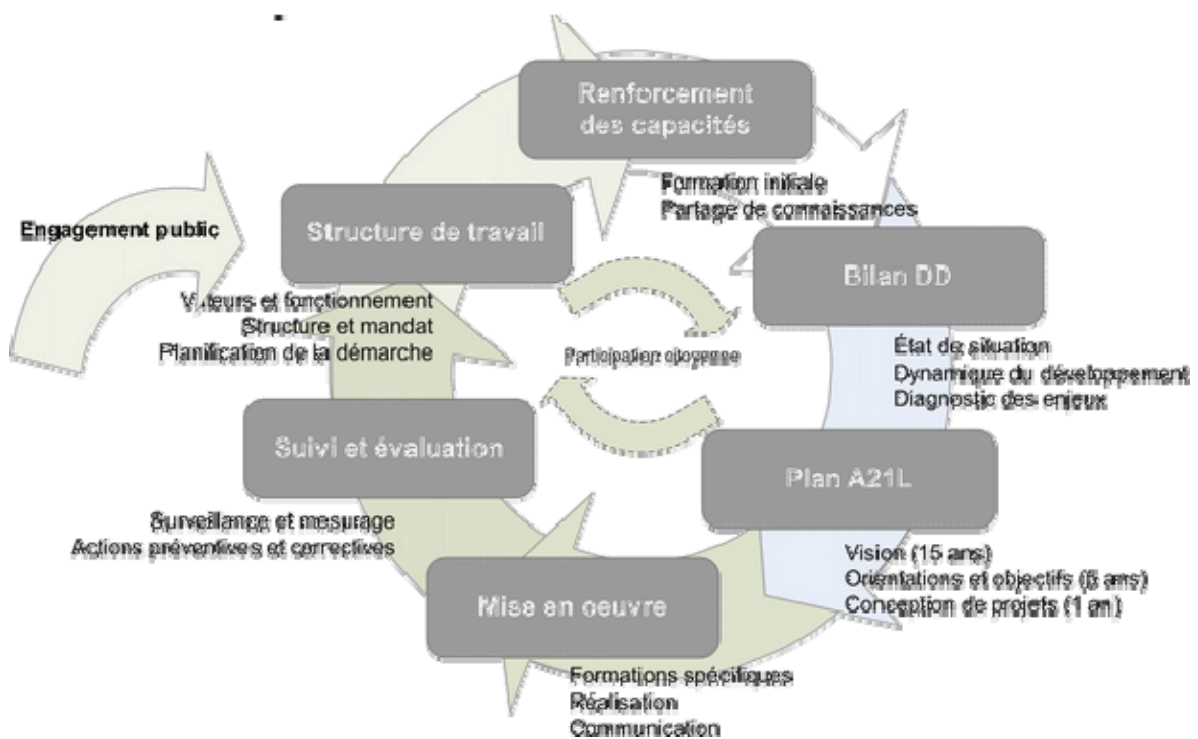 Renforcement
des capacités
Formation initiale
Partage de connaissances
Engagement public
Structure de travail
Valeurs et fonctionnement
Structure et mandat
Planification de la démarche
Bilan DD
État de situation
Dynamique du développement
Diagnostic des enjeux
Participation citoyenne
Suivi et évaluation
Surveillance et mesurage
Actions préventives et correctives
Plan A21L
Vision (15 ans)
Orientations et objectifs (5 ans)
Conception de projets (1 an)
Mise en oeuvre
Formations spécifiques
Réalisation
Communication